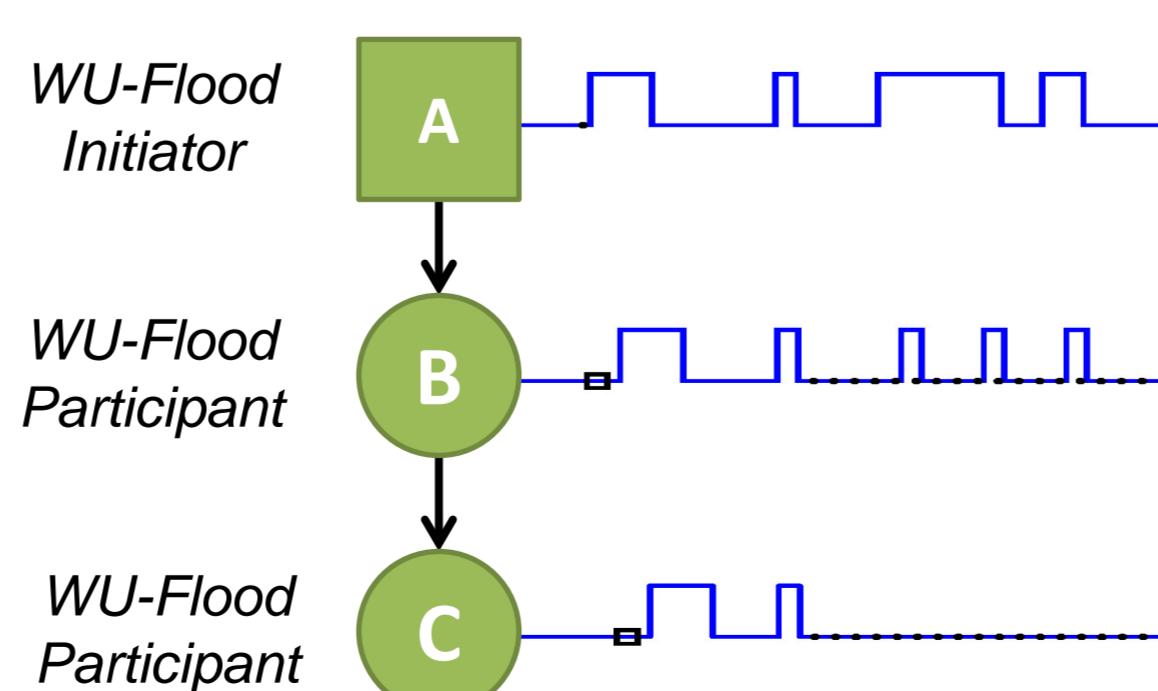 WU-Flood
Initiator
A
WU-Flood
Participant
B
WU-Flood
Participant
C